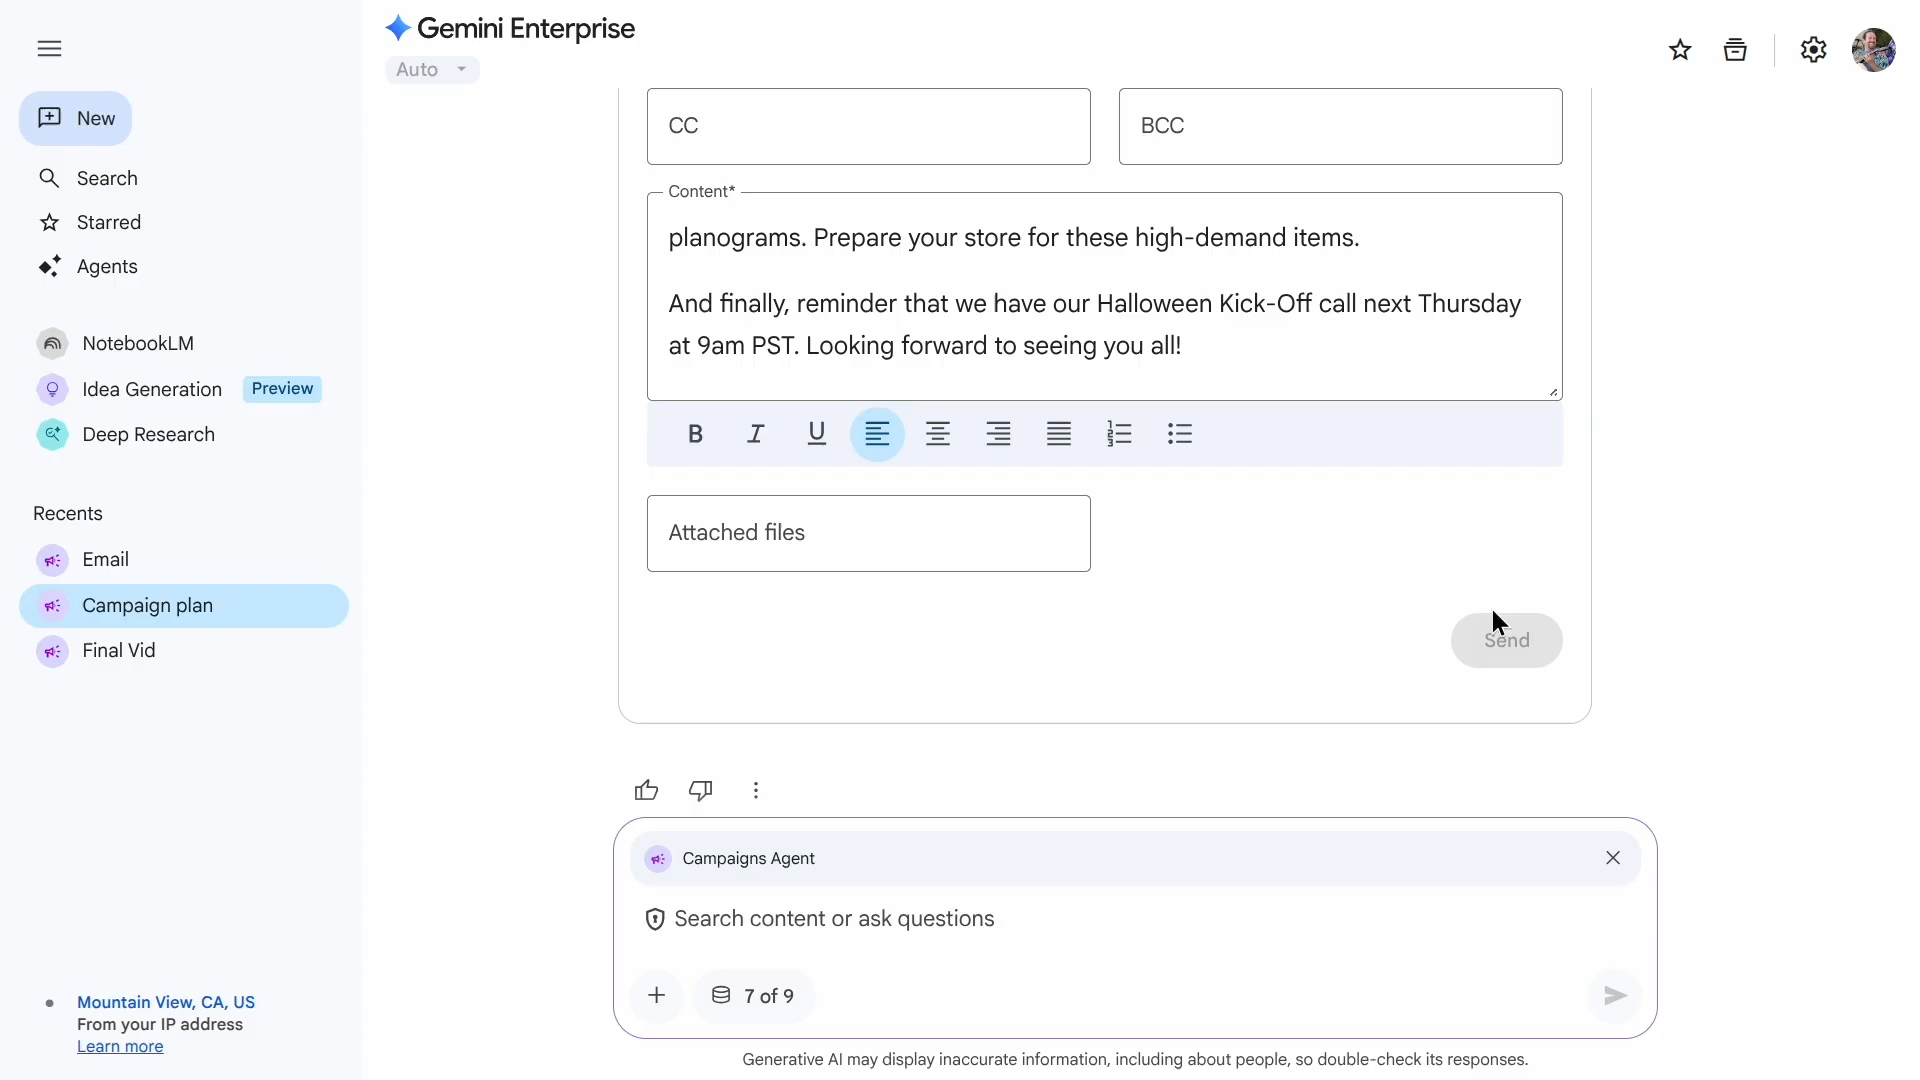 Gemini Enterprise
Auto
New
Search
Starred
Agents
NotebookLM
Idea Generation Preview
Deep Research
Recents
Email
Campaign plan
Final Vid
Mountain View, CA, US
From your IP address
Learn more
CC
BCC
Content*
planograms. Prepare your store for these high-demand items.
And finally, reminder that we have our Halloween Kick-Off call next Thursday
at 9am PST. Looking forward to seeing you all!
B I U
Attached files
Send
Campaigns Agent
Search content or ask questions
7 of 9
Generative AI may display inaccurate information, including about people, so double-check its responses.